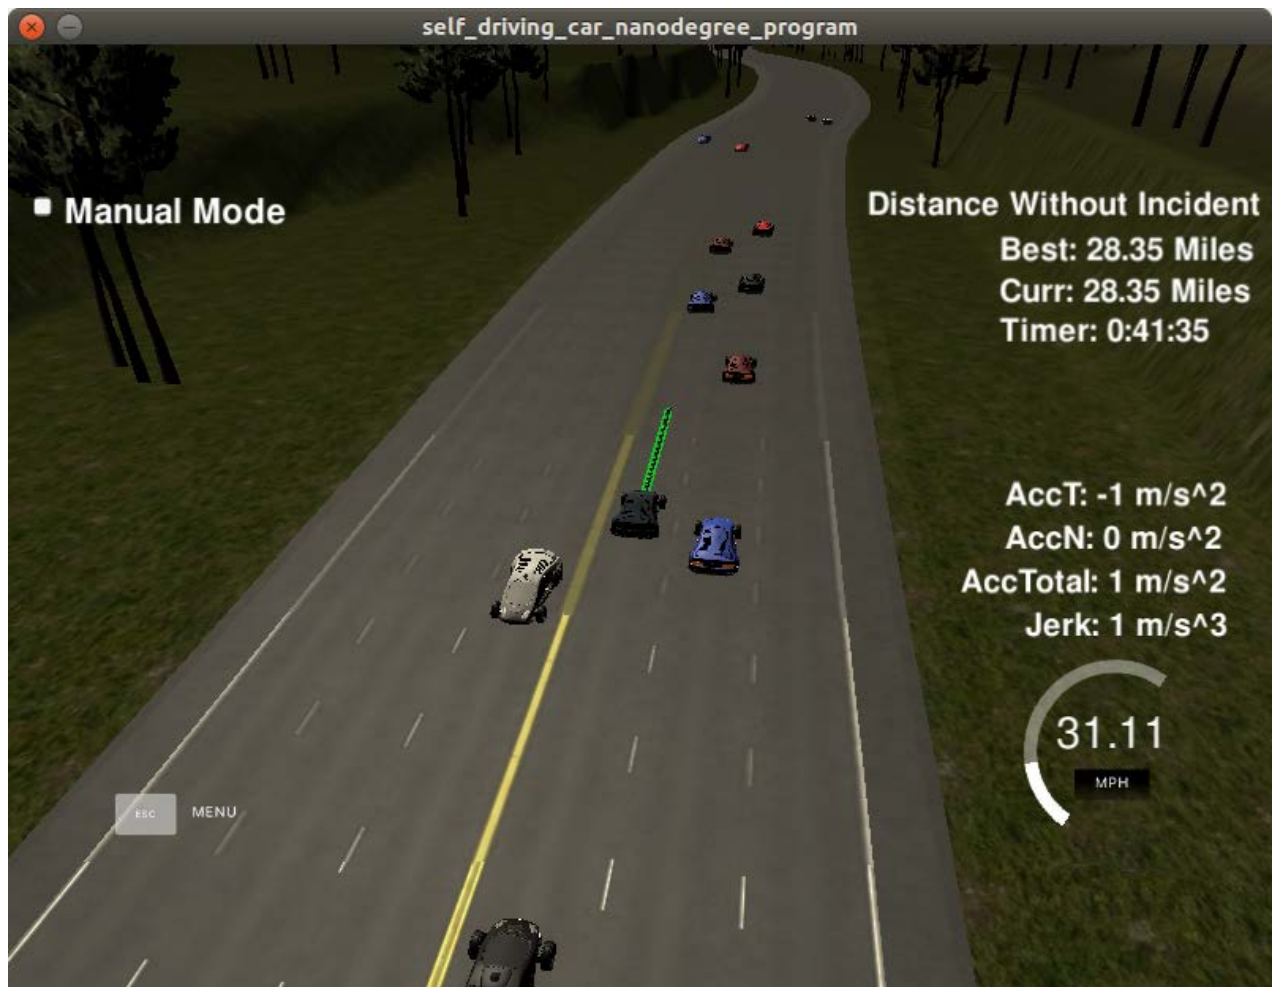 self_driving_car_nanodegree_program
Manual Mode
Distance Without Incident
Best: 28.35 Miles
Curr: 28.35 Miles
Timer: 0:41:35
AccT: -1 m/s^2
AccN: 0 m/s^2
AccTotal: 1 m/s^2
Jerk: 1 m/s^3
31.11
MPH
ESC MENU